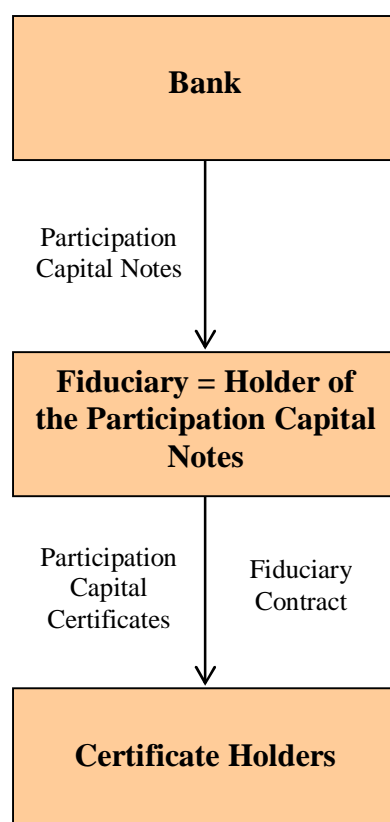 Bank
Participation
Capital Notes
Fiduciary = Holder of
the Participation Capital
Notes
Participation
Capital
Certificates
Fiduciary
Contract
Certificate Holders